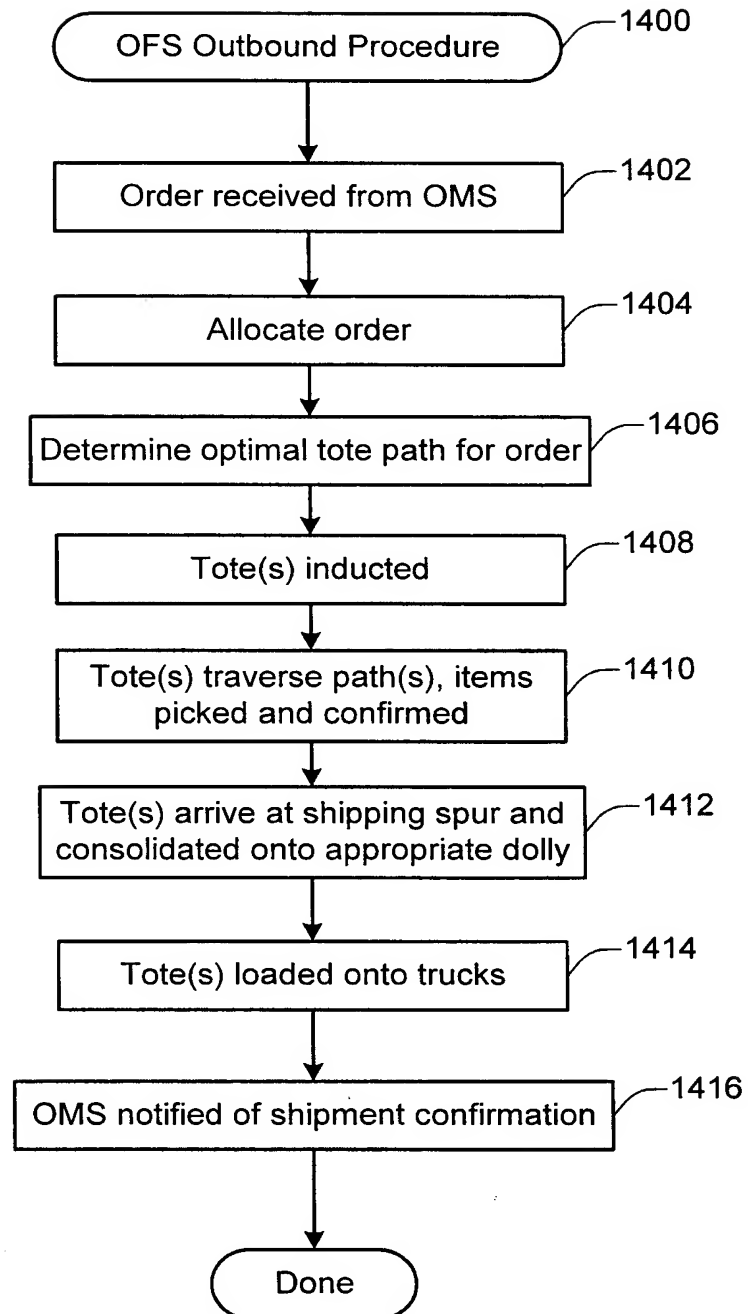 OFS Outbound Procedure
1400
Order received from OMS
1402
Allocate order
1404
Determine optimal tote path for order
1406
Tote(s) inducted
1408
Tote(s) traverse path(s), items
picked and confirmed
1410
Tote(s) arrive at shipping spur and
consolidated onto appropriate dolly
1412
Tote(s) loaded onto trucks
1414
OMS notified of shipment confirmation
1416
Done